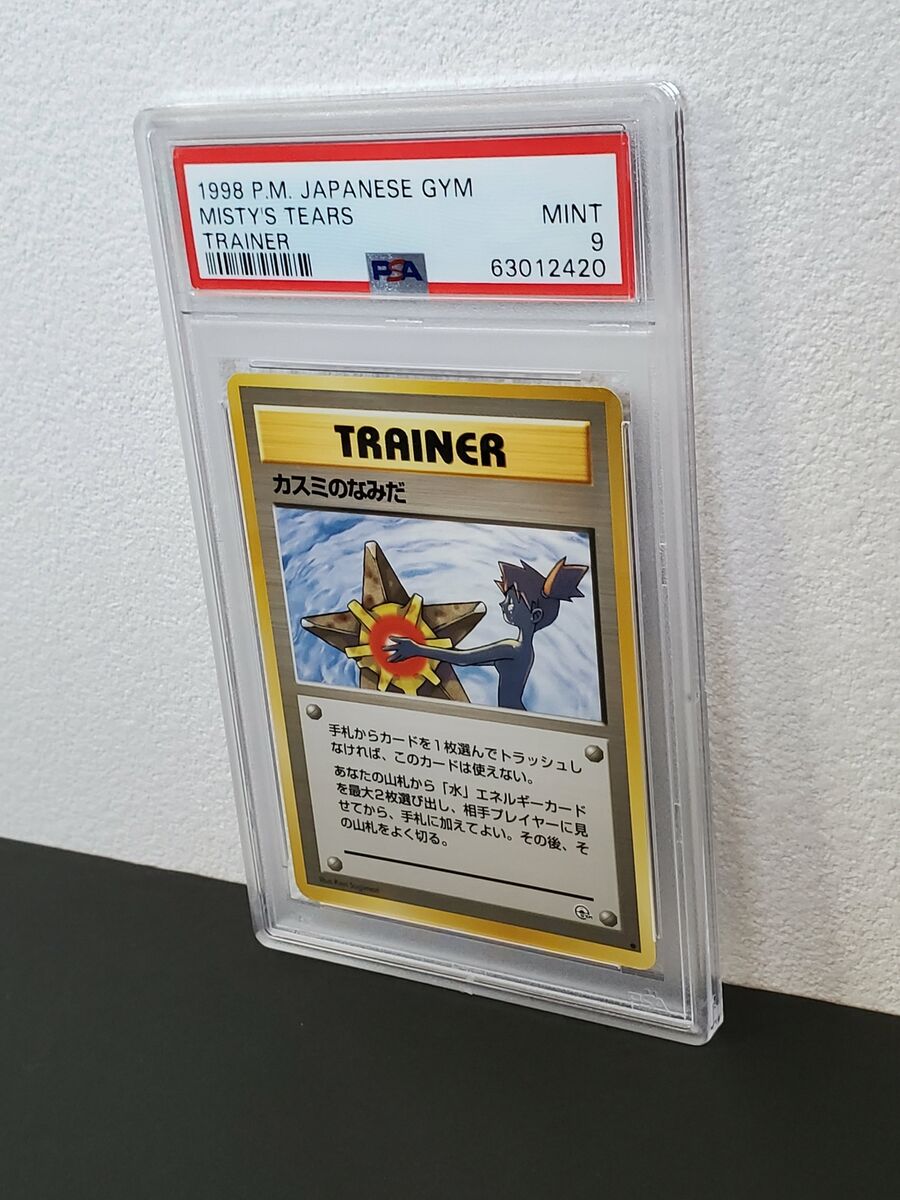 1998 P.M. JAPANESE GYM
MISTY'S TEARS MINT
TRAINER 9
PSA 63012420
TRAINER
カスミのなみだ
手札からカードを1枚選んでトラッシュし
なければ、このカードは使えない。
あなたの山札から「水」エネルギーカード
を最大2枚選び出し、相手プレイヤーに見
せてから、手札に加えてよい。その後、そ
の山札をよく切る。
Illus. Ken Sugimori
PSA